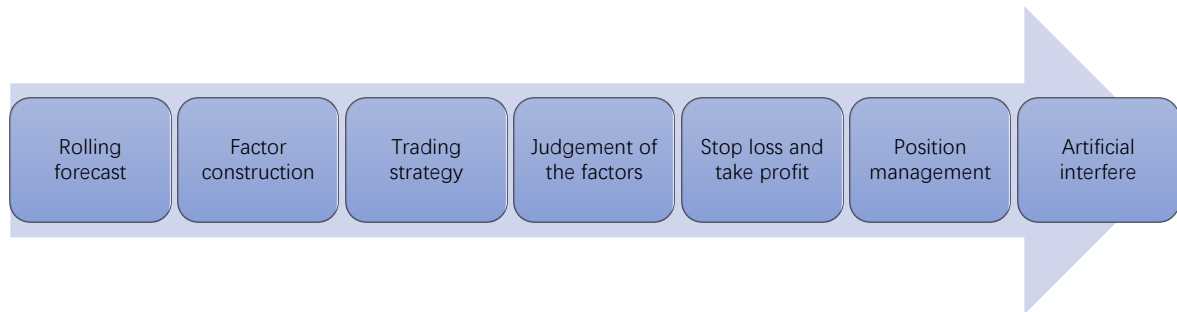 Rolling
forecast
Factor
construction
Trading
strategy
Judgement of
the factors
Stop loss and
take profit
Position
management
Artificial
interfere